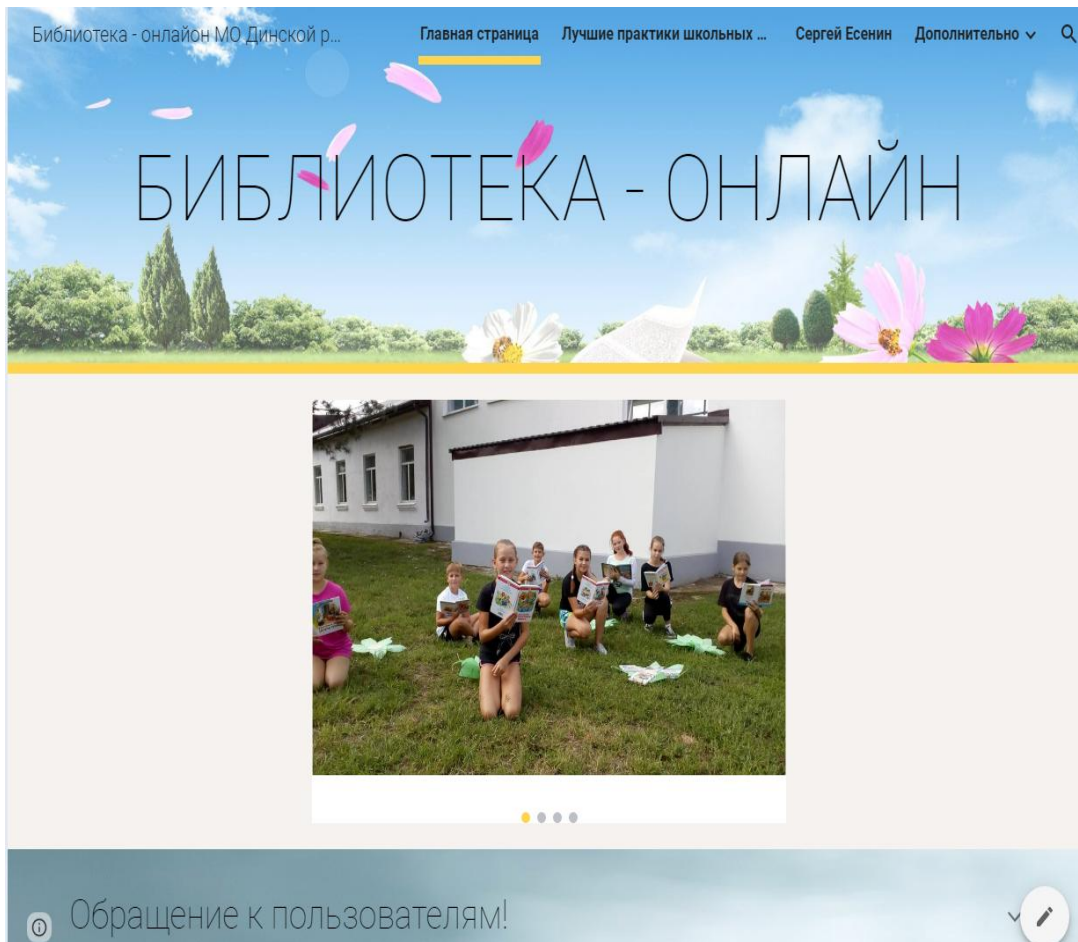 Библиотека - онлайон МО Динской р...
Главная страница
Лучшие практики школьных ...
Сергей Есенин
Дополнительно
БИБЛИОТЕКА - ОНЛАЙН
Обращение к пользователям!